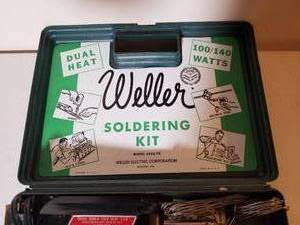 DUAL
HEAT
100/140
WATTS
Weller
SOLDERING
KIT
WELLER ELECTRIC CORPORATION